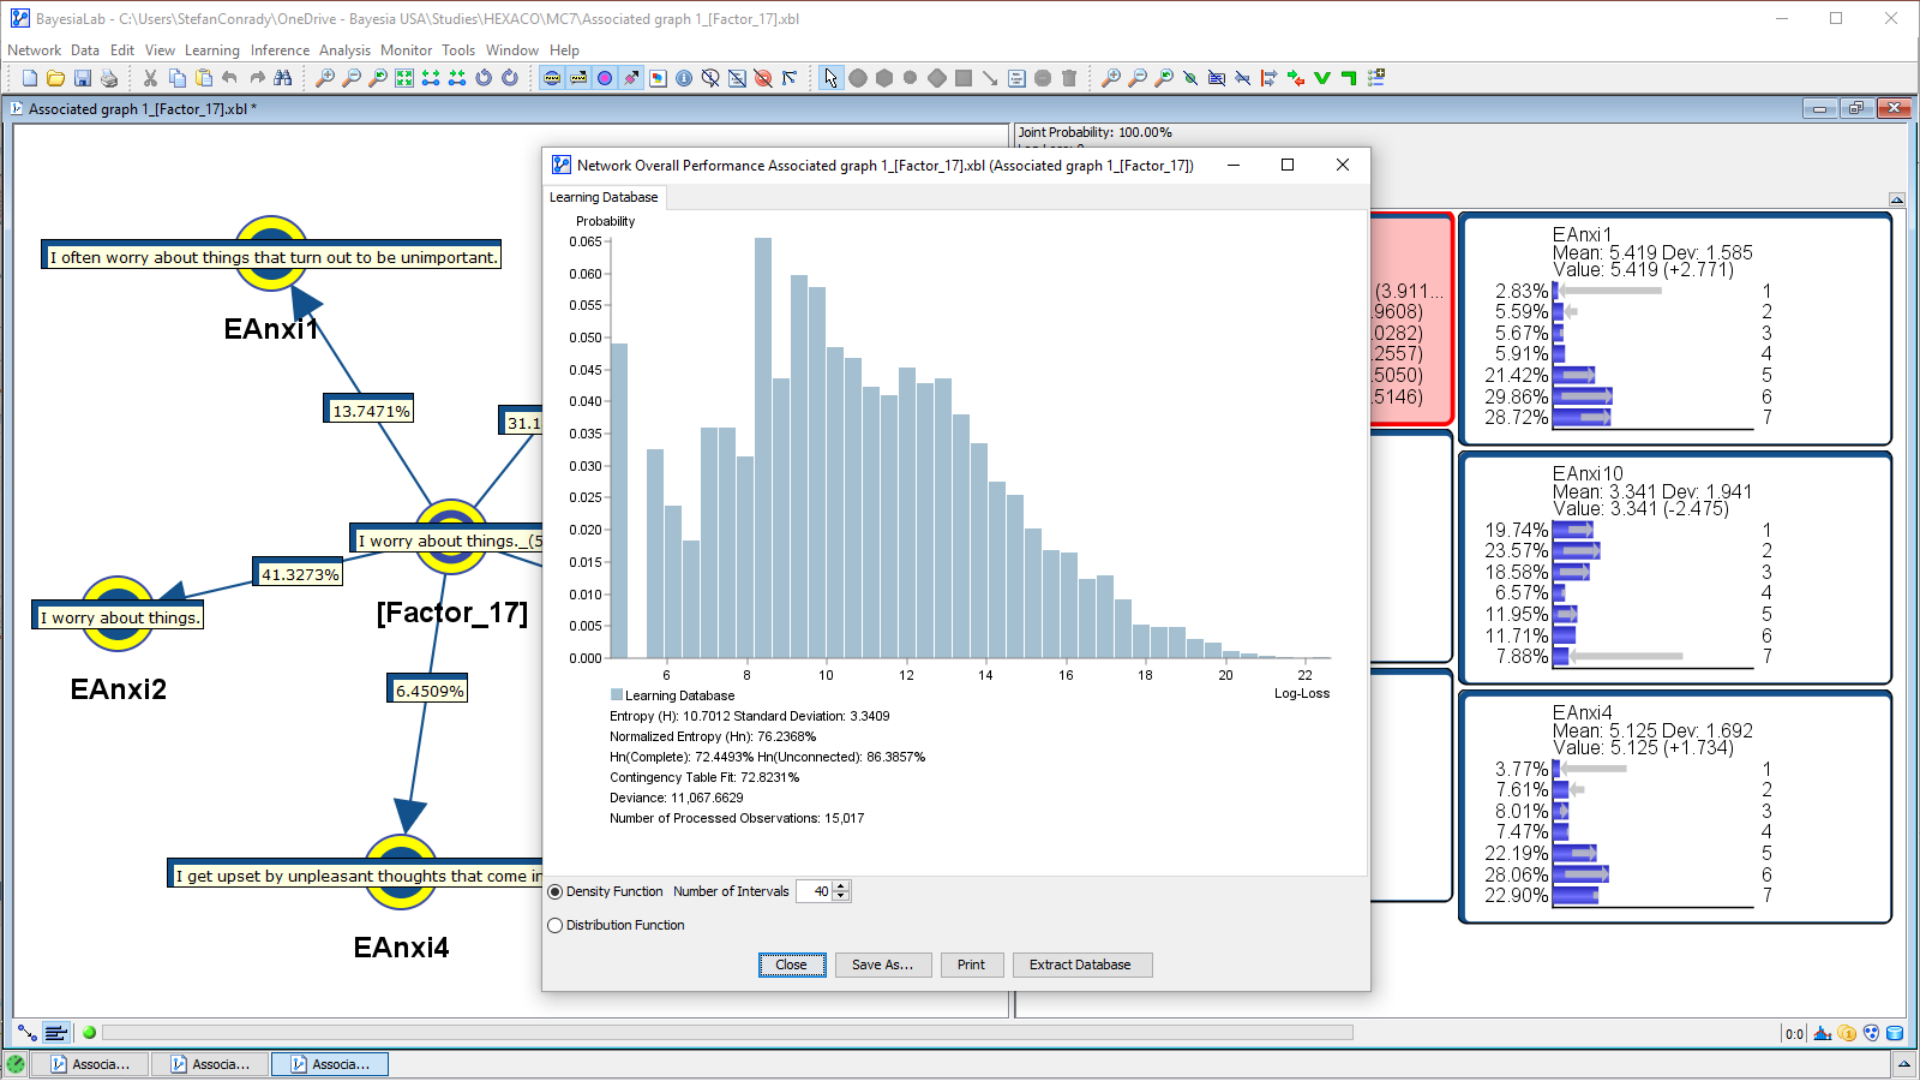 BayesiaLab - C:\Users\StefanConrady\OneDrive - Bayesia USA\Studies\HEXACO\MC7\Associated graph 1_[Factor_17].xbl
Network Data Edit View Learning Inference Analysis Monitor Tools Window Help
Associated graph 1_[Factor_17].xbl *
Joint Probability: 100.00%
I often worry about things that turn out to be unimportant.
EAnxi1
13.7471%
31.1
I worry about things._(5
41.3273%
[Factor_17]
I worry about things.
EAnxi2
6.4509%
I get upset by unpleasant thoughts that come in
EAnxi4
Network Overall Performance Associated graph 1_[Factor_17].xbl (Associated graph 1_[Factor_17])
Learning Database
Probability
0.065
0.060
0.055
0.050
0.045
0.040
0.035
0.030
0.025
0.020
0.015
0.010
0.005
0.000
6 8 10 12 14 16 18 20 22
Log-Loss
Learning Database
Entropy (H): 10.7012 Standard Deviation: 3.3409
Normalized Entropy (Hn): 76.2368%
Hn(Complete): 72.4493% Hn(Unconnected): 86.3857%
Contingency Table Fit: 72.8231%
Deviance: 11,067.6629
Number of Processed Observations: 15,017
Density Function Number of Intervals 40
Distribution Function
Close Save As... Print Extract Database
(3.911...
.9608)
.0282)
.2557)
.5050)
.5146)
EAnxi1
Mean: 5.419 Dev: 1.585
Value: 5.419 (+2.771)
2.83% 1
5.59% 2
5.67% 3
5.91% 4
21.42% 5
29.86% 6
28.72% 7
EAnxi10
Mean: 3.341 Dev: 1.941
Value: 3.341 (-2.475)
19.74% 1
23.57% 2
18.58% 3
6.57% 4
11.95% 5
11.71% 6
7.88% 7
EAnxi4
Mean: 5.125 Dev: 1.692
Value: 5.125 (+1.734)
3.77% 1
7.61% 2
8.01% 3
7.47% 4
22.19% 5
28.06% 6
22.90% 7
0:0
Associa... Associa... Associa...